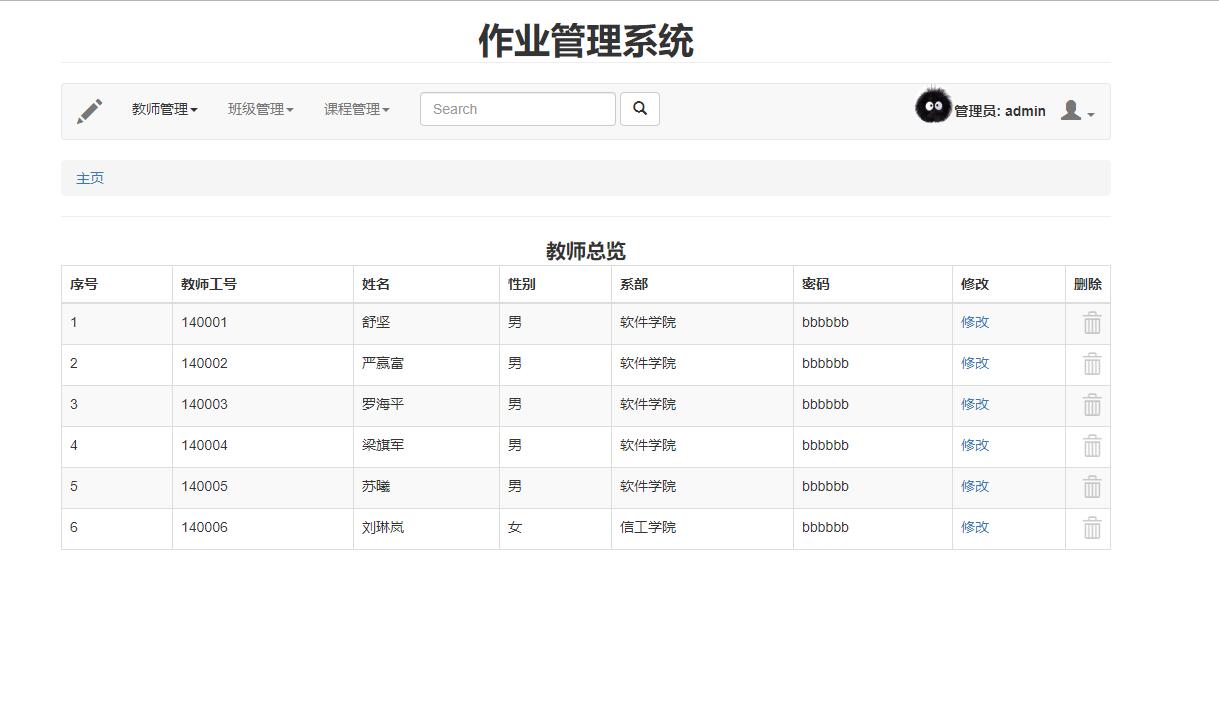 作业管理系统
教师管理 班级管理 课程管理 Search 管理员: admin
主页
教师总览
序号 教师工号 姓名 性别 系部 密码 修改 删除
1 140001 舒坚 男 软件学院 bbbbbb 修改
2 140002 严嬴富 男 软件学院 bbbbbb 修改
3 140003 罗海平 男 软件学院 bbbbbb 修改
4 140004 梁旗军 男 软件学院 bbbbbb 修改
5 140005 苏曦 男 软件学院 bbbbbb 修改
6 140006 刘琳岚 女 信工学院 bbbbbb 修改